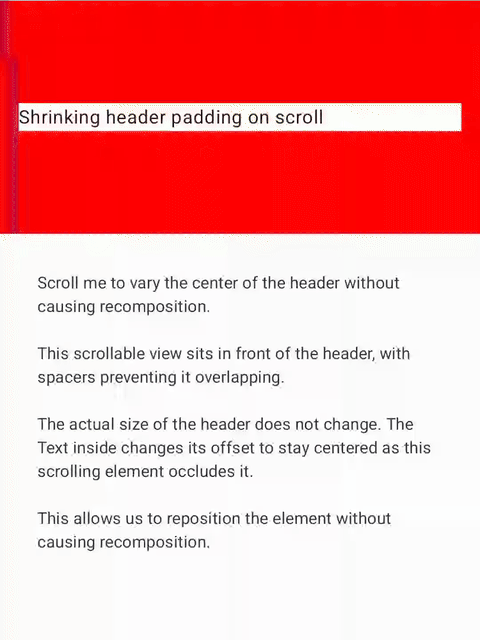 Shrinking header padding on scroll
Scroll me to vary the center of the header without
causing recomposition.
This scrollable view sits in front of the header, with
spacers preventing it overlapping.
The actual size of the header does not change. The
Text inside changes its offset to stay centered as this
scrolling element occludes it.
This allows us to reposition the element without
causing recomposition.